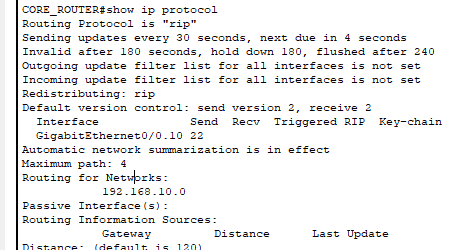 CORE_ROUTER#show ip protocol
Routing Protocol is "rip"
Sending updates every 30 seconds, next due in 4 seconds
Invalid after 180 seconds, hold down 180, flushed after 240
Outgoing update filter list for all interfaces is not set
Incoming update filter list for all interfaces is not set
Redistributing: rip
Default version control: send version 2, receive 2
Interface Send Recv Triggered RIP Key-chain
GigabitEthernet0/0.10 22
Automatic network summarization is in effect
Maximum path: 4
Routing for Networks:
192.168.10.0
Passive Interface(s):
Routing Information Sources:
Gateway Distance Last Update
Distance: (default is 120)